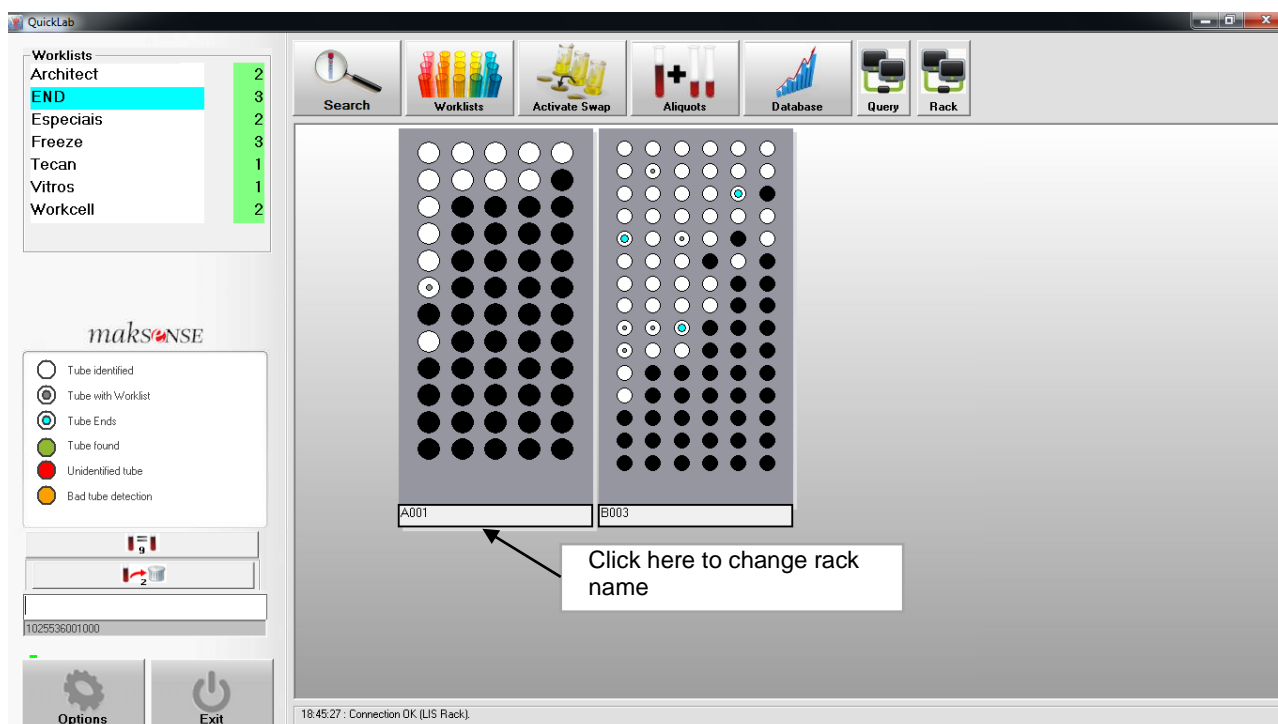 QuickLab
Worklists
Architect 2
END 3
Especiais 2
Freeze 3
Tecan 1
Vitros 1
Workcell 2
Search
Worklists
Activate Swap
Aliquots
Database
Query
Rack
maksense
Tube identified
Tube with Worklist
Tube Ends
Tube found
Unidentified tube
Bad tube detection
9
2
1025536001000
Options
Exit
A001
B003
Click here to change rack
name
18:45:27 : Connection OK (LIS Rack).